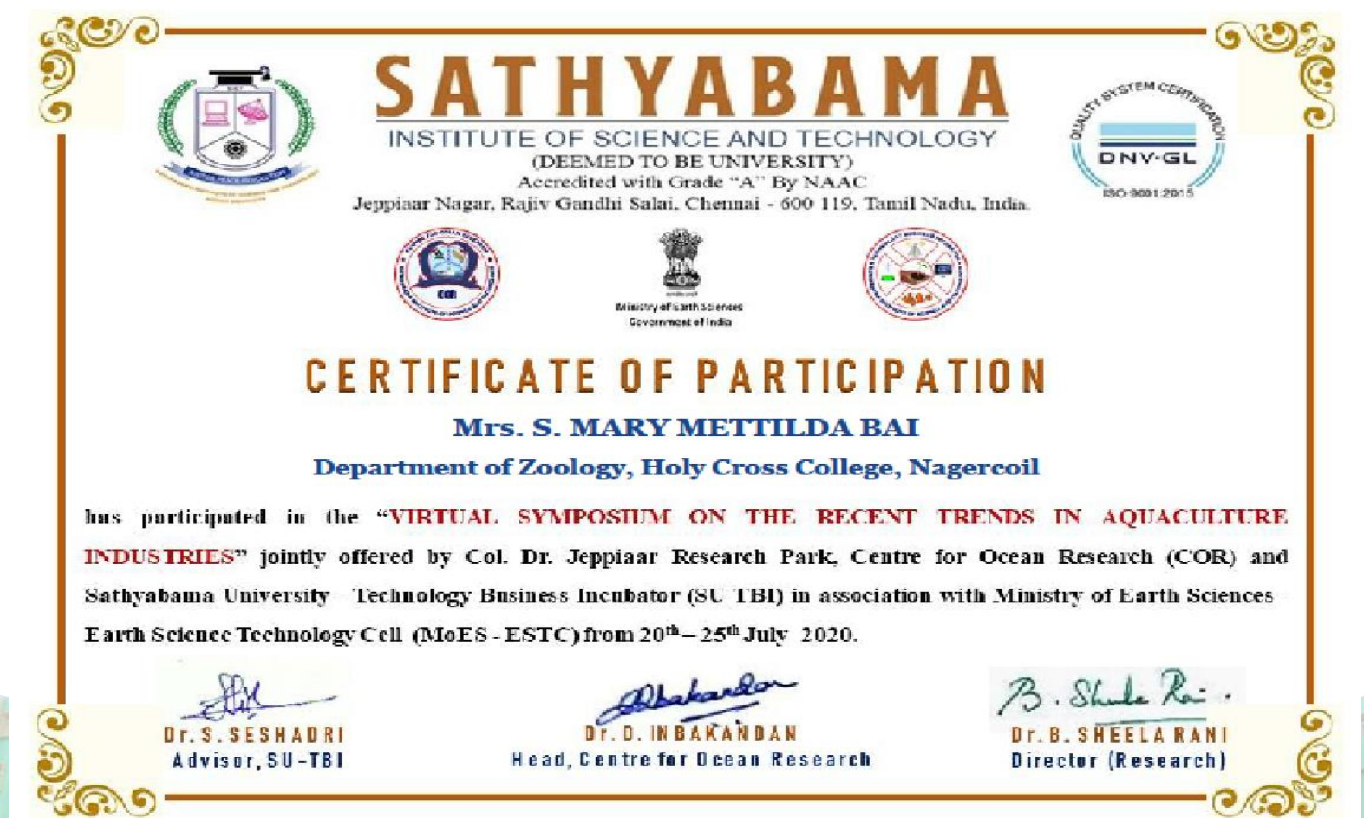 SATHYABAMA
INSTITUTE OF SCIENCE AND TECHNOLOGY
(DEEMED TO BE UNIVERSITY)
Accredited with Grade "A" By NAAC
Jeppiaar Nagar, Rajiv Gandhi Salai, Chennai - 600 119, Tamil Nadu, India.
QUALITY SYSTEM CERTIFICATION
DNV·GL
ISO 9001:2015
COR
Ministry of Earth Sciences
Government of India
CERTIFICATE OF PARTICIPATION
Mrs. S. MARY METTILDA BAI
Department of Zoology, Holy Cross College, Nagercoil
has participated in the "VIRTUAL SYMPOSIUM ON THE RECENT TRENDS IN AQUACULTURE
INDUSTRIES" jointly offered by Col. Dr. Jeppiaar Research Park, Centre for Ocean Research (COR) and
Sathyabama University - Technology Business Incubator (SU TBI) in association with Ministry of Earth Sciences -
Earth Science Technology Cell (MoES - ESTC) from 20th – 25th July 2020.
B. Sheela Rani.
Dr. S. SESHADRI
Dr. D. INBAKANDAN
Dr. B. SHEELA RANI
Advisor, SU-TBI
Head, Centre for Ocean Research
Director (Research)